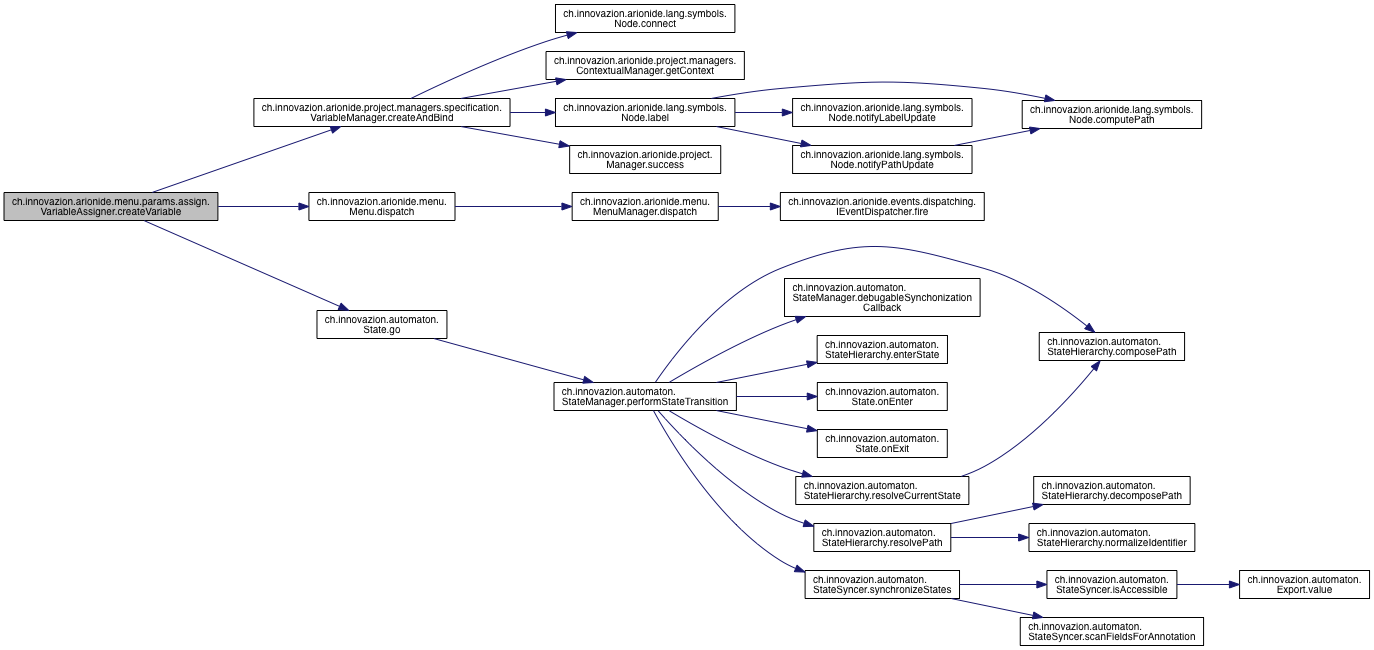 ch.innovazion.arionide.lang.symbols.
Node.connect
ch.innovazion.arionide.project.managers.
ContextualManager.getContext
ch.innovazion.arionide.project.managers.specification.
VariableManager.createAndBind
ch.innovazion.arionide.lang.symbols.
Node.label
ch.innovazion.arionide.lang.symbols.
Node.notifyLabelUpdate
ch.innovazion.arionide.lang.symbols.
Node.computePath
ch.innovazion.arionide.project.
Manager.success
ch.innovazion.arionide.lang.symbols.
Node.notifyPathUpdate
ch.innovazion.arionide.menu.params.assign.
VariableAssigner.createVariable
ch.innovazion.arionide.menu.
Menu.dispatch
ch.innovazion.arionide.menu.
MenuManager.dispatch
ch.innovazion.arionide.events.dispatching.
IEventDispatcher.fire
ch.innovazion.automaton.
State.go
ch.innovazion.automaton.
StateManager.debugableSynchonization
Callback
ch.innovazion.automaton.
StateHierarchy.enterState
ch.innovazion.automaton.
StateHierarchy.composePath
ch.innovazion.automaton.
StateManager.performStateTransition
ch.innovazion.automaton.
State.onEnter
ch.innovazion.automaton.
State.onExit
ch.innovazion.automaton.
StateHierarchy.resolveCurrentState
ch.innovazion.automaton.
StateHierarchy.decomposePath
ch.innovazion.automaton.
StateHierarchy.resolvePath
ch.innovazion.automaton.
StateHierarchy.normalizeIdentifier
ch.innovazion.automaton.
StateSyncer.synchronizeStates
ch.innovazion.automaton.
StateSyncer.isAccessible
ch.innovazion.automaton.
Export.value
ch.innovazion.automaton.
StateSyncer.scanFieldsForAnnotation